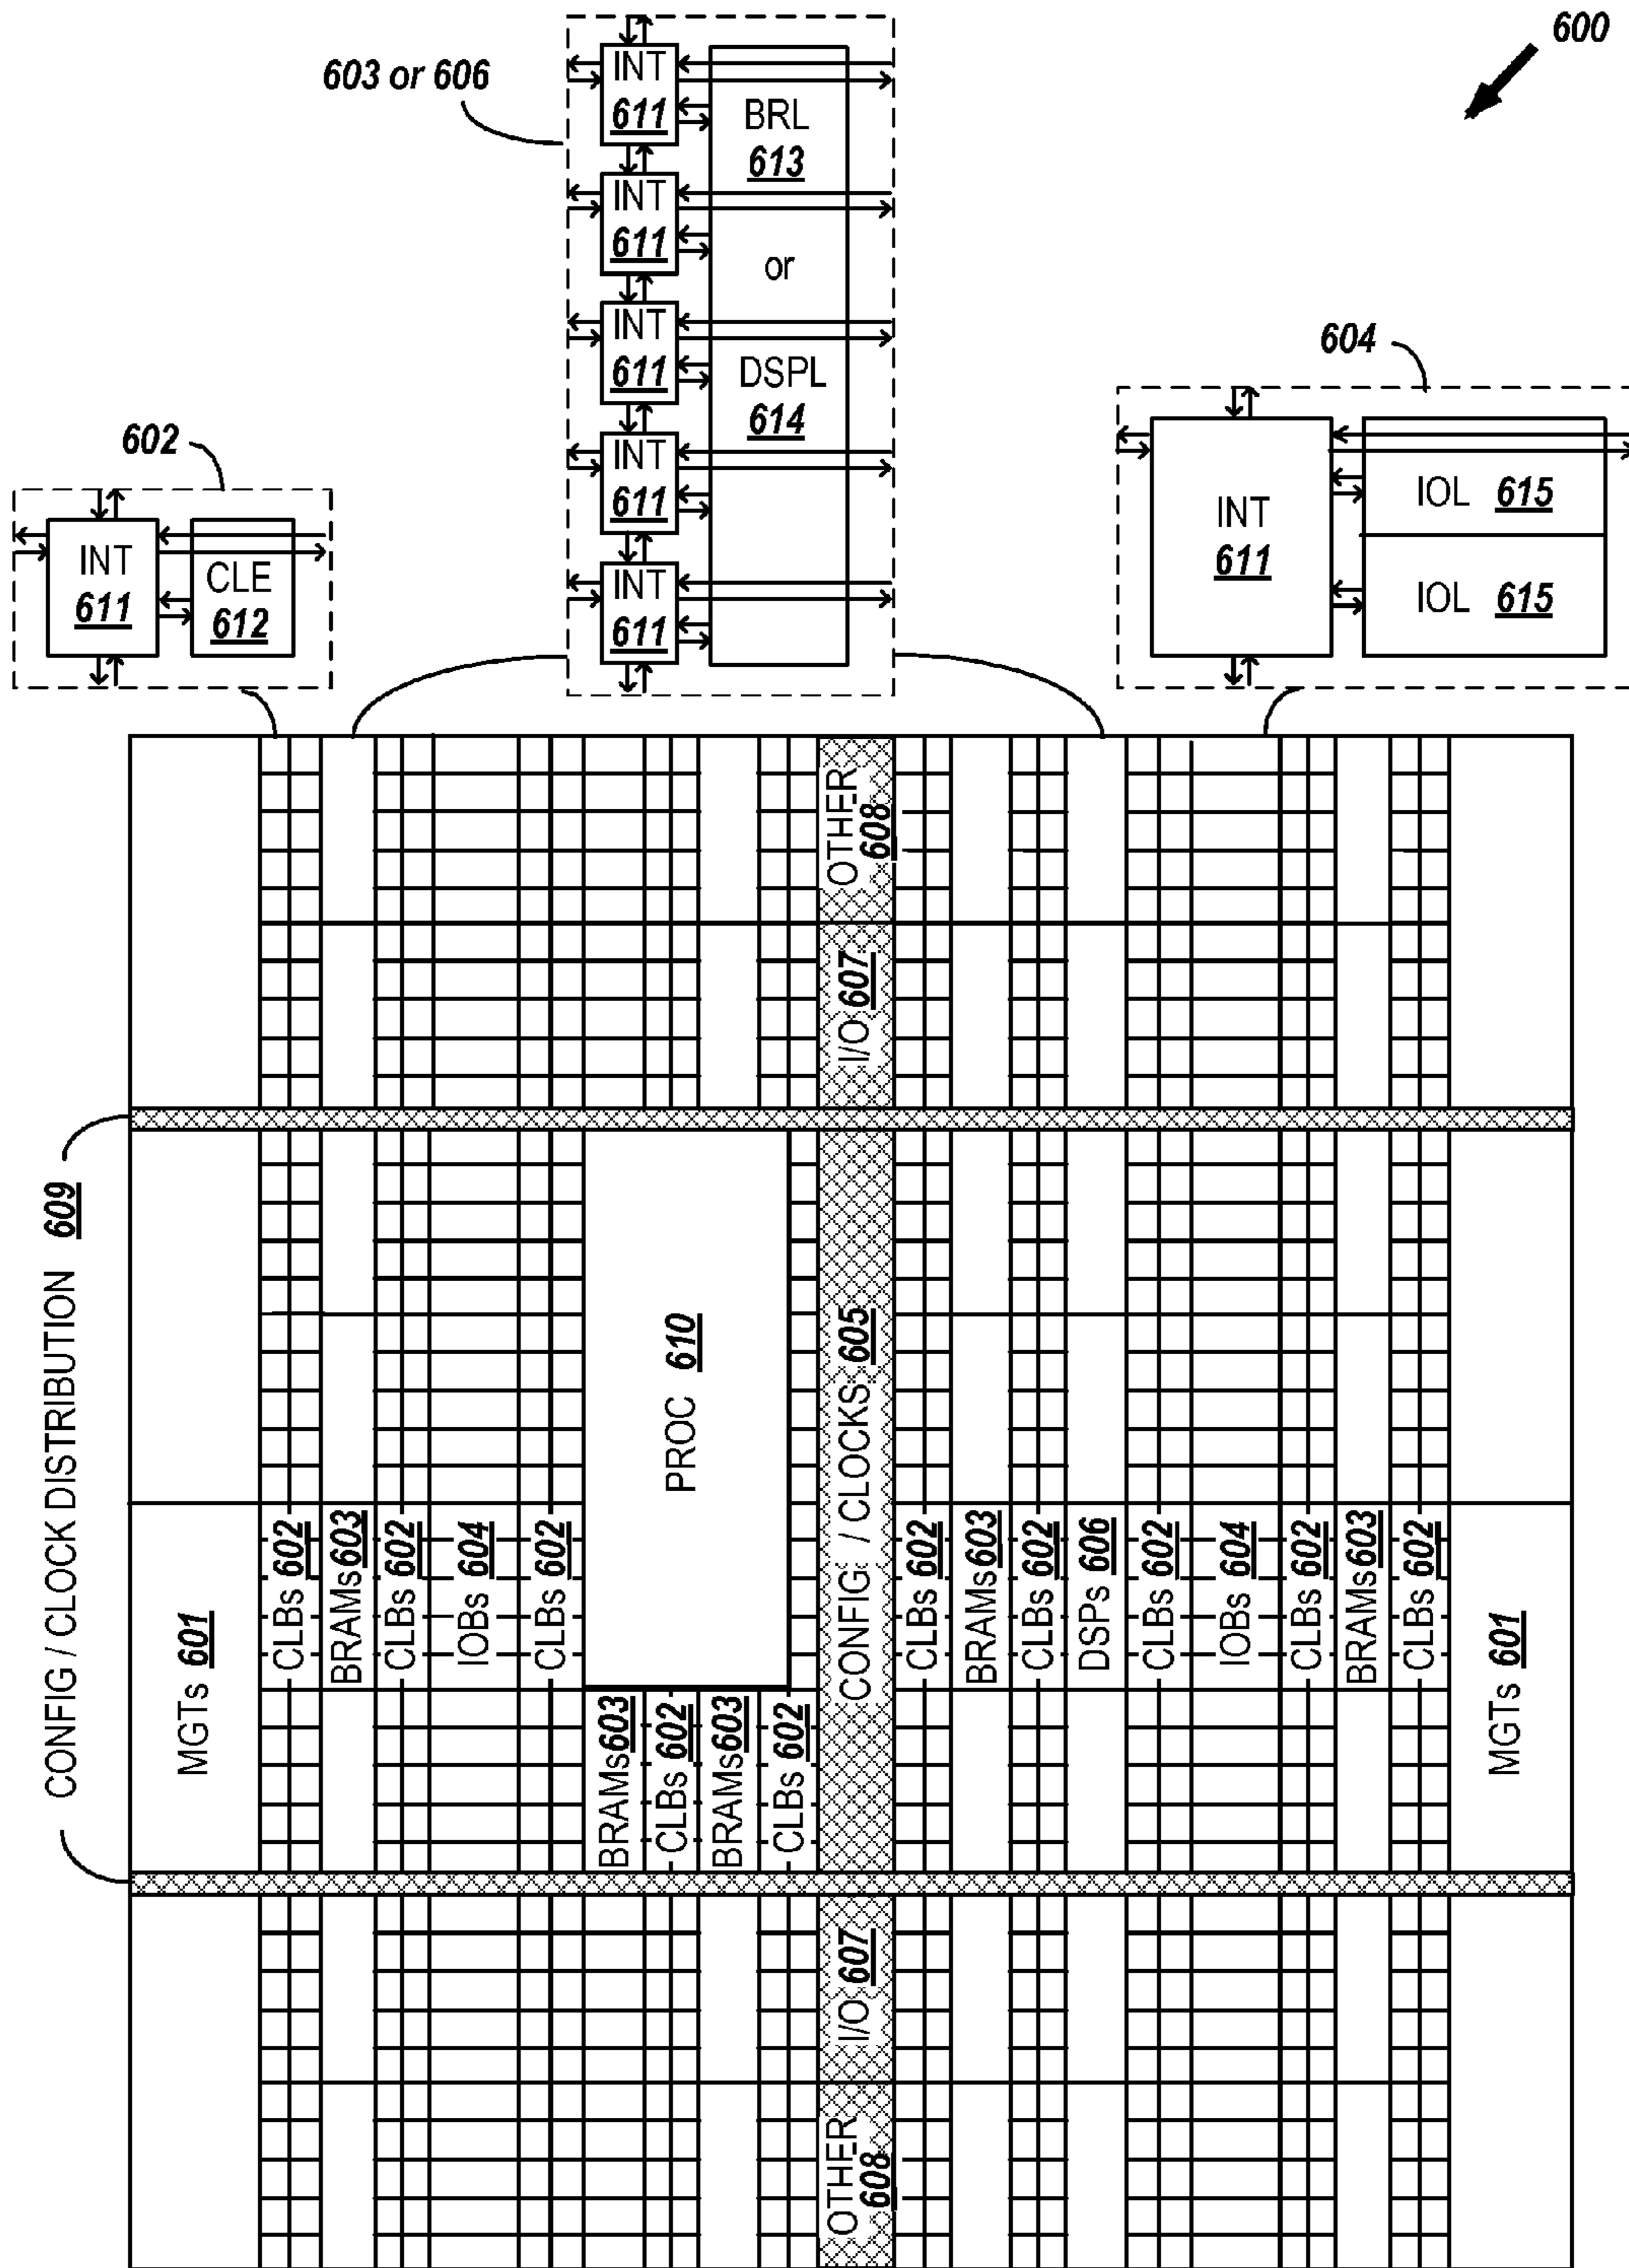 600
603 or 606
INT
611
INT
611
INT
611
INT
611
INT
611
BRL
613
or
DSPL
614
604
INT
611
IOL 615
IOL 615
602
INT
611
CLE
612
OTHER
608
I/O 607
CONFIG / CLOCK DISTRIBUTION 609
PROC 610
CONFIG / CLOCKS 605
MGTs 601
CLBs 602
BRAMs 603
CLBs 602
IOBs 604
CLBs 602
BRAMs 603
CLBs 602
BRAMs 603
CLBs 602
CLBs 602
BRAMs 603
CLBs 602
DSPs 606
CLBs 602
IOBs 604
CLBs 602
BRAMs 603
CLBs 602
MGTs 601
I/O 607
OTHER
608